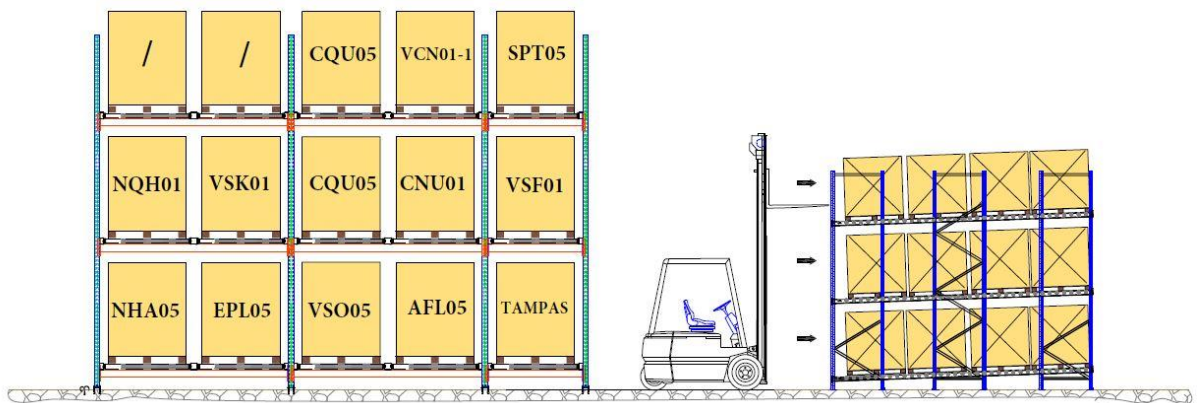 /
/
CQU05
VCN01-1
SPT05
NQH01
VSK01
CQU05
CNU01
VSF01
NHA05
EPL05
VSO05
AFL05
TAMPAS